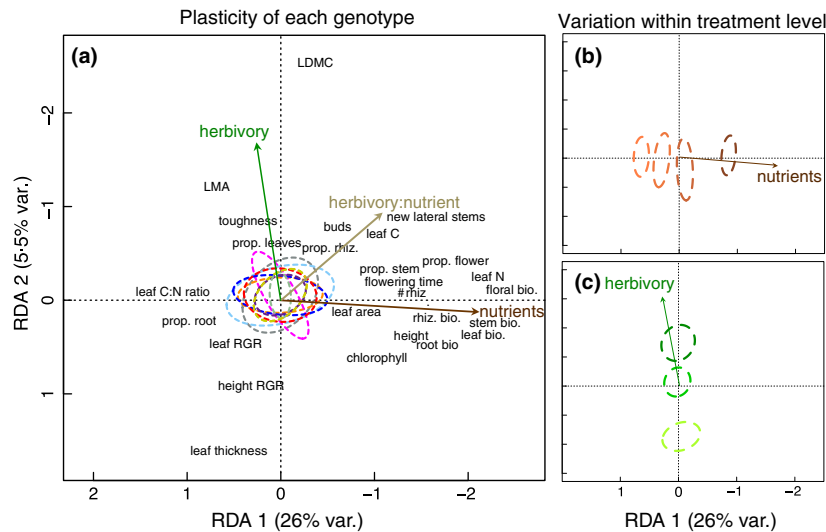 Plasticity of each genotype
Variation within treatment level
(a)
LDMC
herbivory
LMA
herbivory:nutrient
toughness
buds
new lateral stems
leaf C
prop. leaves
prop. rhiz.
prop. flower
prop. stem
leaf N
flowering time
leaf C:N ratio
#rhiz
floral bio.
leaf area
nutrients
prop. root
rhiz. bio.
stem bio.
height
leaf bio.
leaf RGR
root bio
chlorophyll
height RGR
leaf thickness
RDA 2 (5·5% var.)
-2
-1
0
1
2
1
0
-1
-2
RDA 1 (26% var.)
(b)
nutrients
(c)
herbivory
1
0
-1
-2
RDA 1 (26% var.)